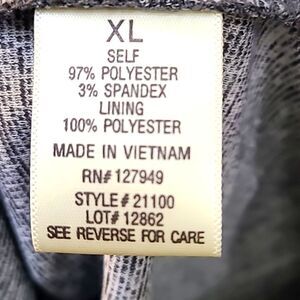 XL
SELF
97% POLYESTER
3% SPANDEX
LINING
100% POLYESTER
MADE IN VIETNAM
RN# 127949
STYLE # 21100
LOT# 12862
SEE REVERSE FOR CARE